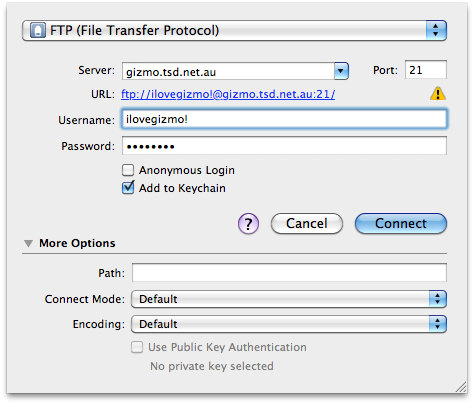 FTP (File Transfer Protocol)
Server: gizmo.tsd.net.au Port: 21
URL: ftp://ilovegizmo!@gizmo.tsd.net.au:21/
Username: ilovegizmo!
Password: ••••••••
Anonymous Login
Add to Keychain
? Cancel Connect
More Options
Path:
Connect Mode: Default
Encoding: Default
Use Public Key Authentication
No private key selected